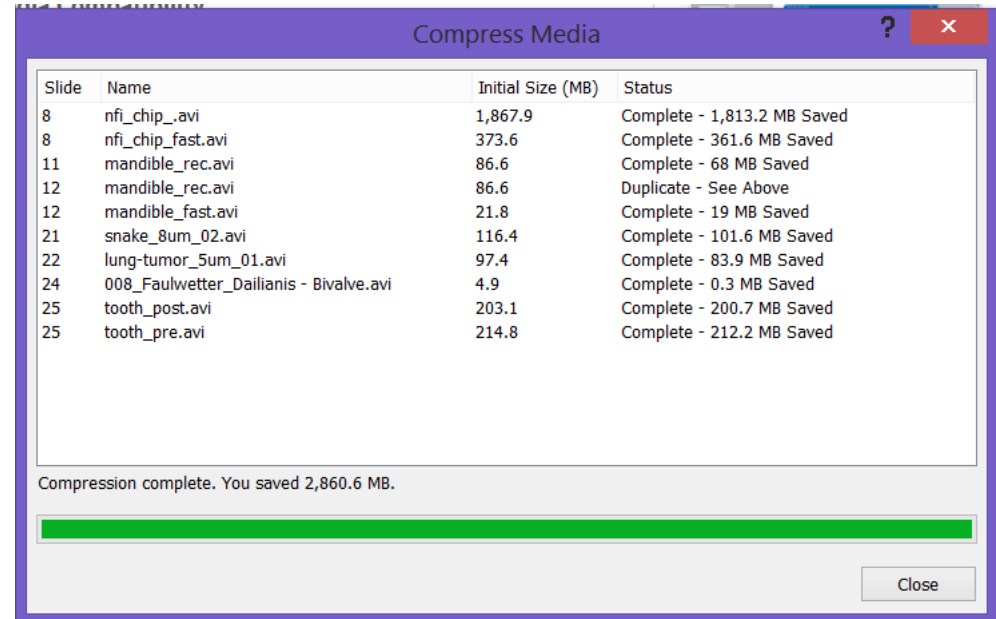 Compress Media
?
Slide Name Initial Size (MB) Status
8 nfi_chip_.avi 1,867.9 Complete - 1,813.2 MB Saved
8 nfi_chip_fast.avi 373.6 Complete - 361.6 MB Saved
11 mandible_rec.avi 86.6 Complete - 68 MB Saved
12 mandible_rec.avi 86.6 Duplicate - See Above
12 mandible_fast.avi 21.8 Complete - 19 MB Saved
21 snake_8um_02.avi 116.4 Complete - 101.6 MB Saved
22 lung-tumor_5um_01.avi 97.4 Complete - 83.9 MB Saved
24 008_Faulwetter_Dailianis - Bivalve.avi 4.9 Complete - 0.3 MB Saved
25 tooth_post.avi 203.1 Complete - 200.7 MB Saved
25 tooth_pre.avi 214.8 Complete - 212.2 MB Saved
Compression complete. You saved 2,860.6 MB.
Close